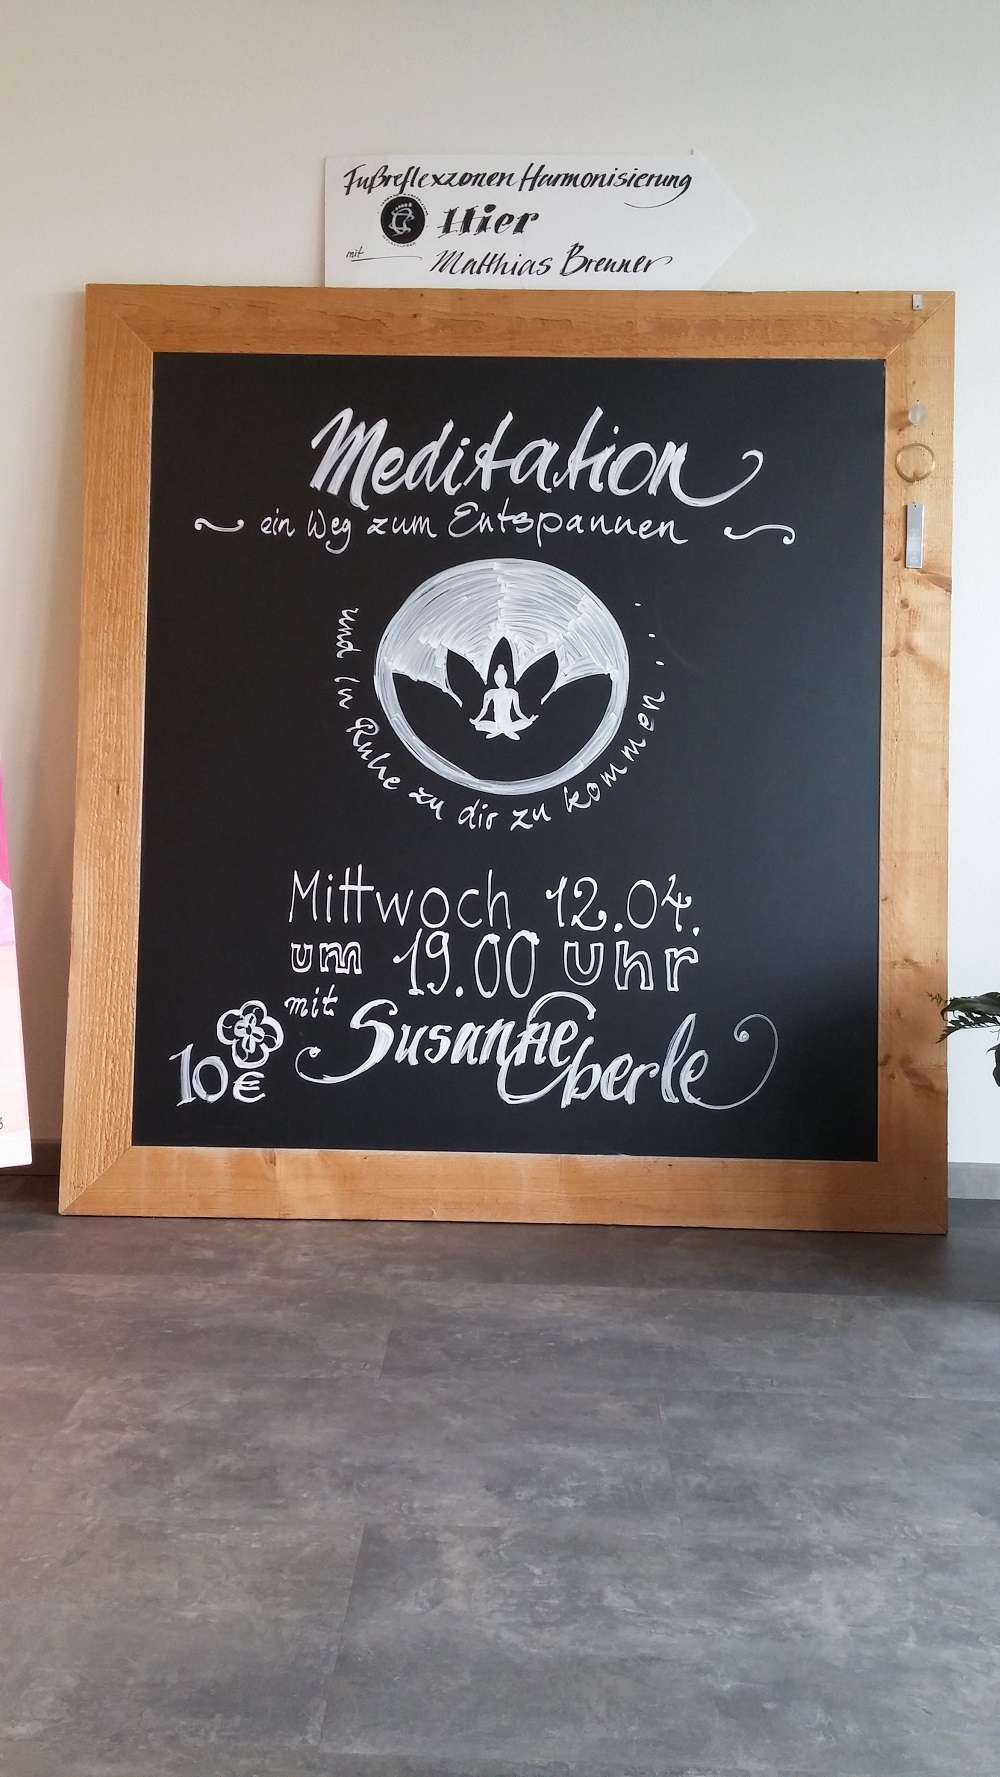 Fußreflexzonen Harmonisierung
Hier
mit Matthias Brenner
Meditation
ein Weg zum Entspannen
und in Ruhe zu dir zu kommen ...
Mittwoch 12.04.
um 19.00 Uhr
mit Susanne Eberle
10€